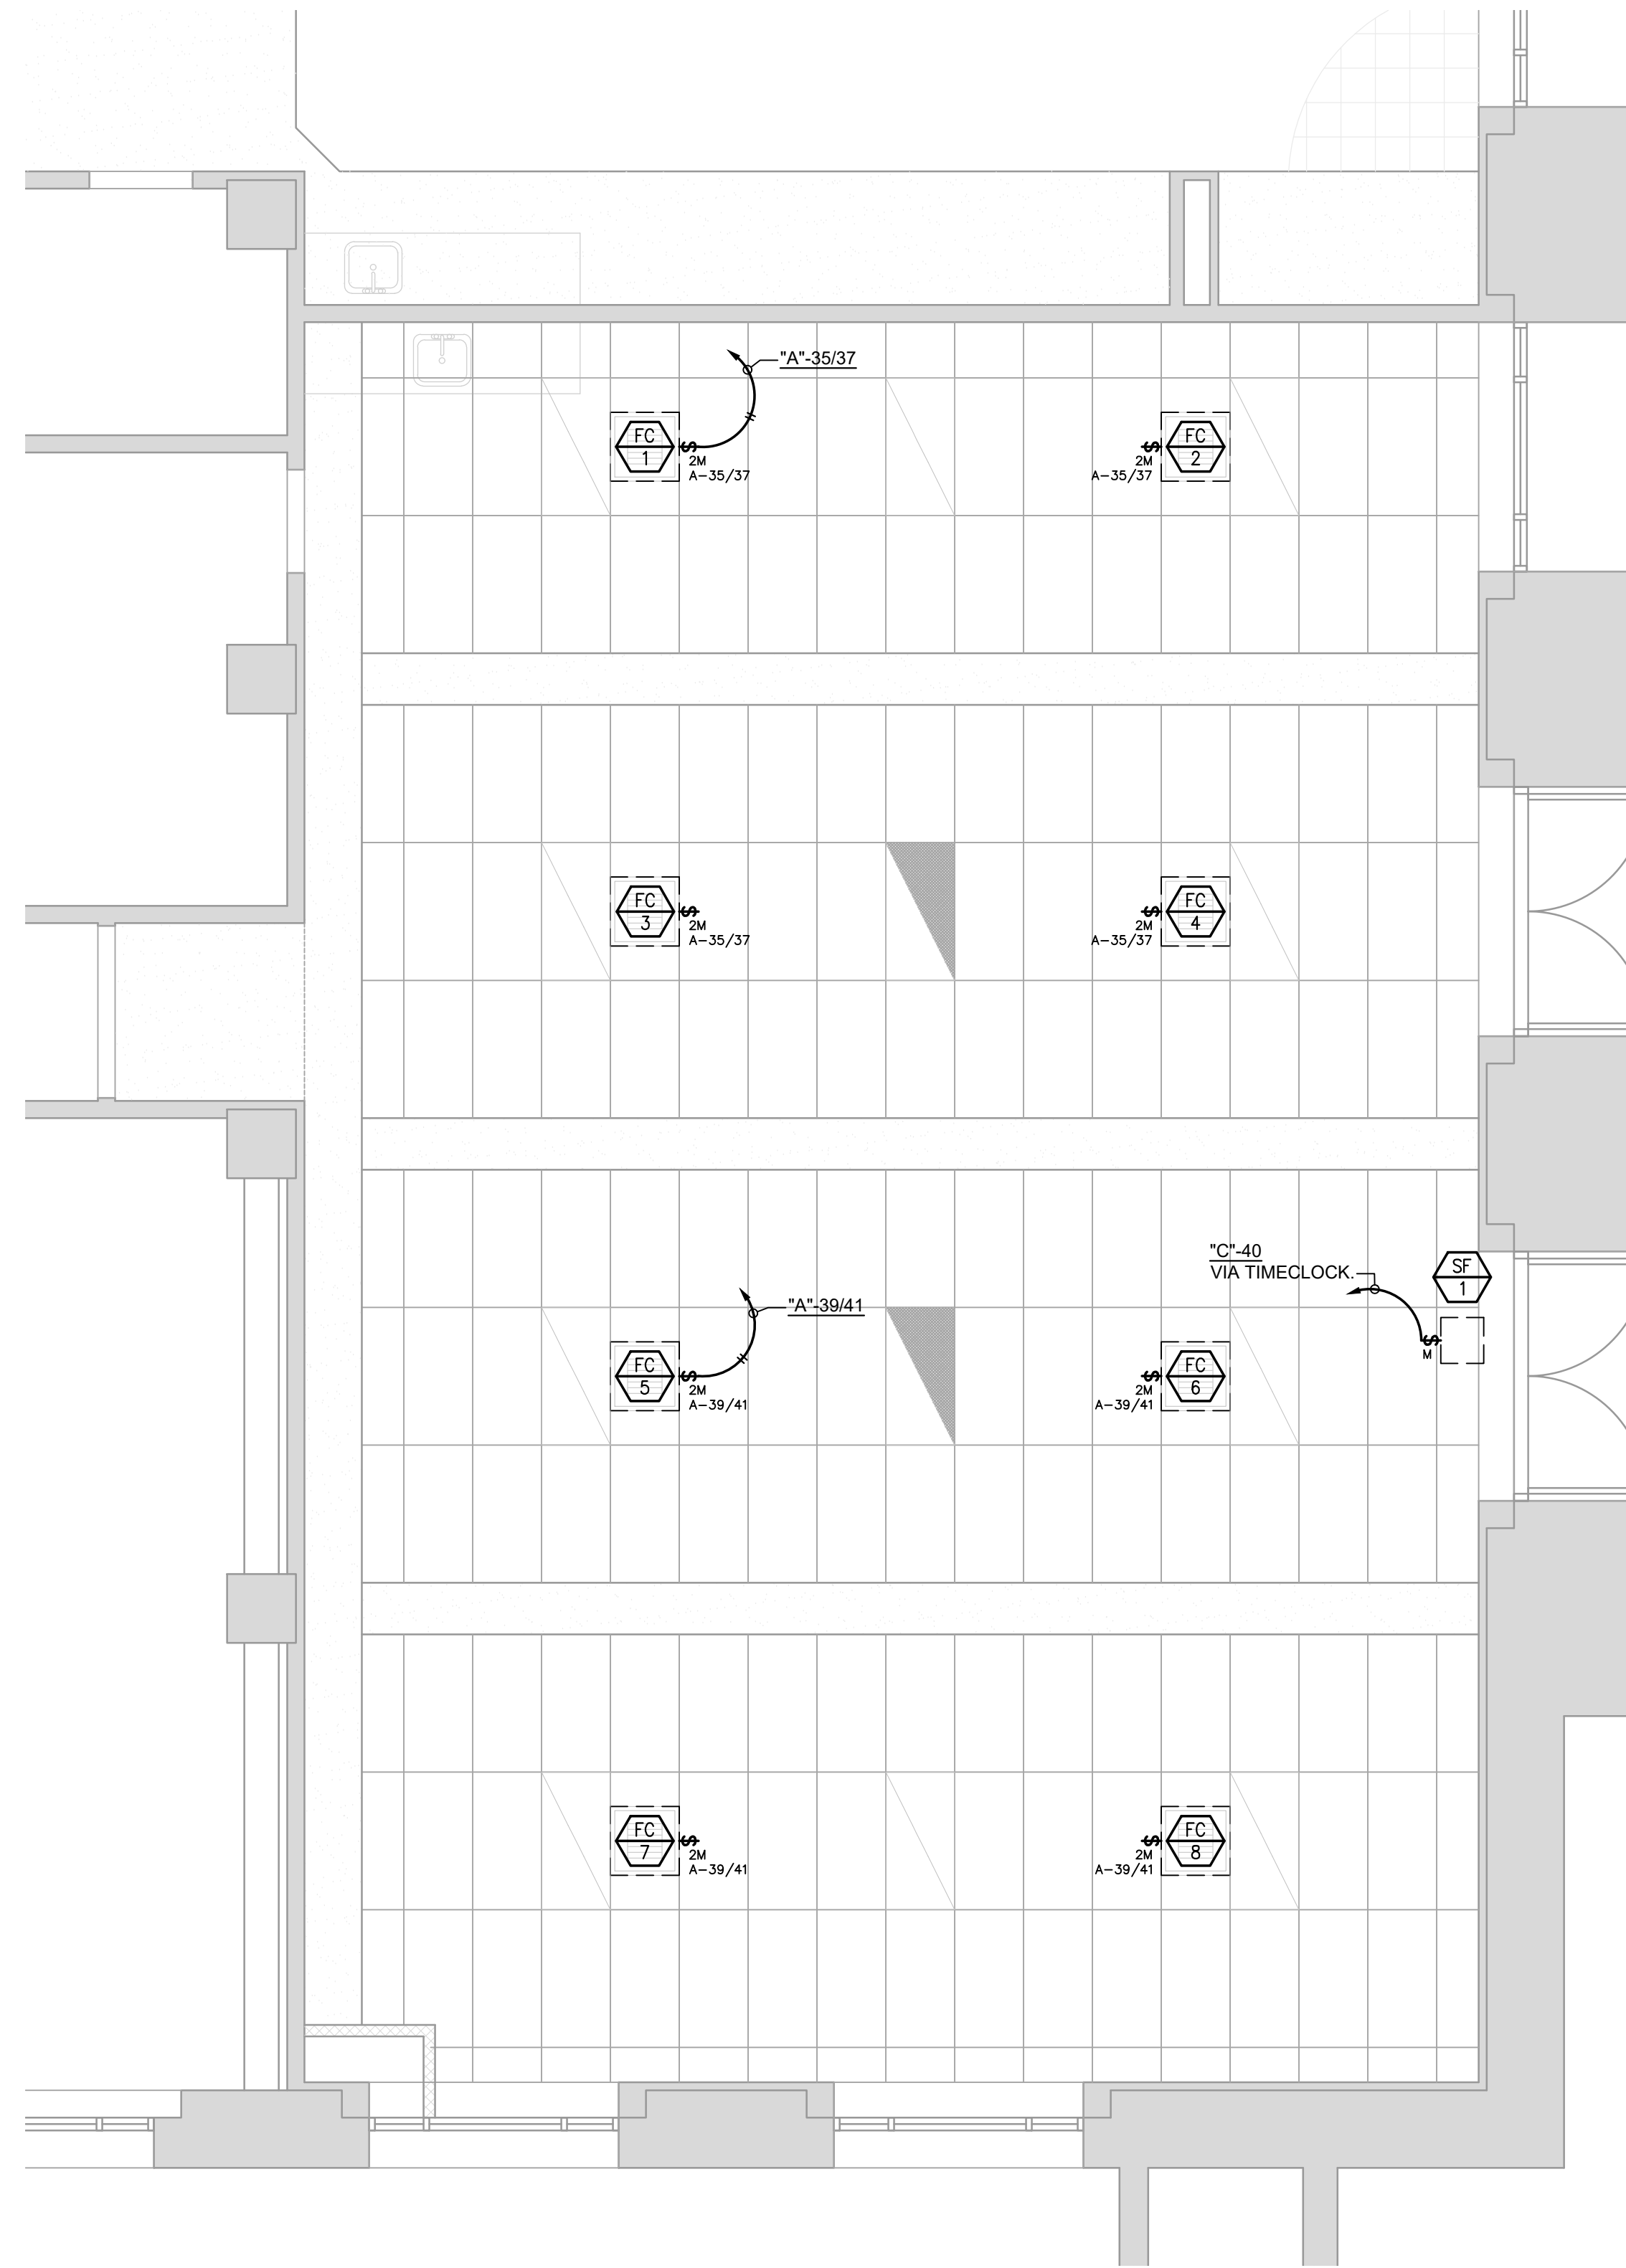 "A"-35/37
FC
1
$
2M
A-35/37
FC
2
$
2M
A-35/37
FC
3
$
2M
A-35/37
FC
4
$
2M
A-35/37
"C"-40
VIA TIMECLOCK.
SF
1
$
M
"A"-39/41
FC
5
$
2M
A-39/41
FC
6
$
2M
A-39/41
FC
7
$
2M
A-39/41
FC
8
$
2M
A-39/41